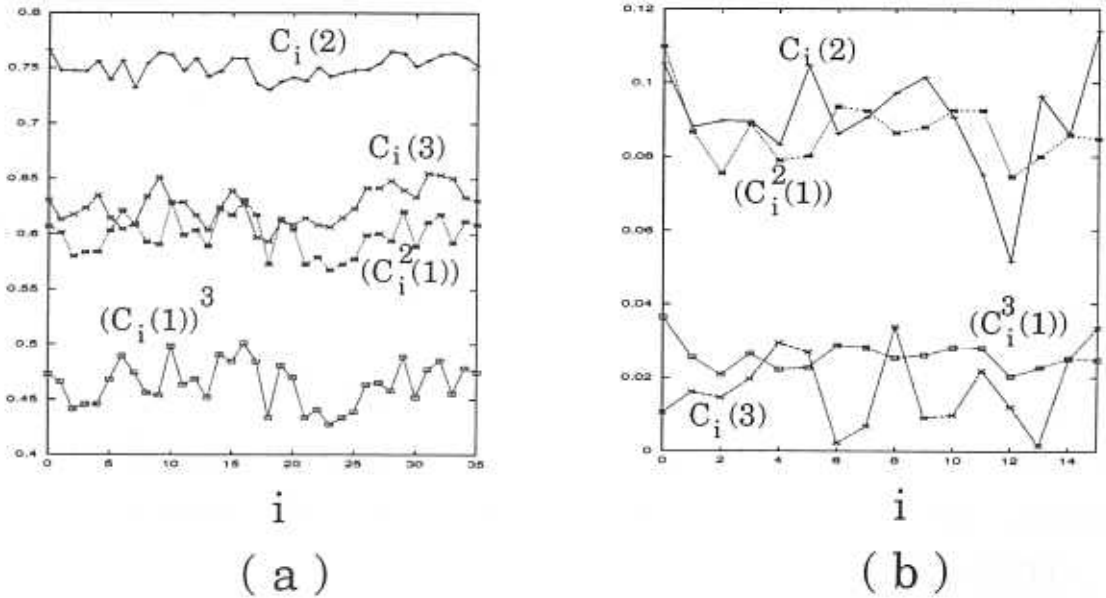 0.8
0.75
0.7
0.65
0.6
0.55
0.5
0.45
0.4
0 5 10 15 20 25 30 35
C_i(2)
C_i(3)
(C_i^2(1))
(C_i(1))^3
i
(a)
0.12
0.1
0.08
0.06
0.04
0.02
0
0 2 4 6 8 10 12 14
C_i(2)
(C_i^2(1))
(C_i^3(1))
C_i(3)
i
(b)